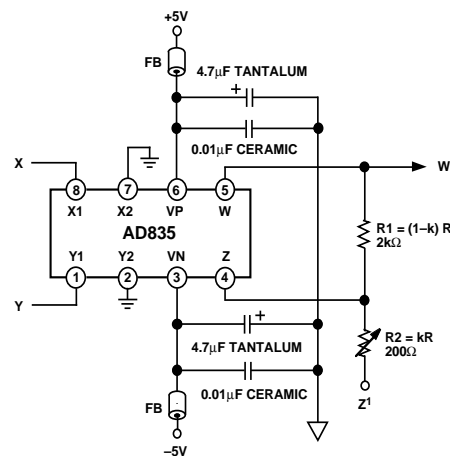 +5V
FB
4.7μF TANTALUM
+
0.01μF CERAMIC
X
W
8
7
6
5
X1
X2
VP
W
AD835
R1 = (1–k) R
2kΩ
Y1
Y2
VN
Z
1
2
3
4
Y
+
4.7μF TANTALUM
R2 = kR
200Ω
0.01μF CERAMIC
FB
Z1
–5V